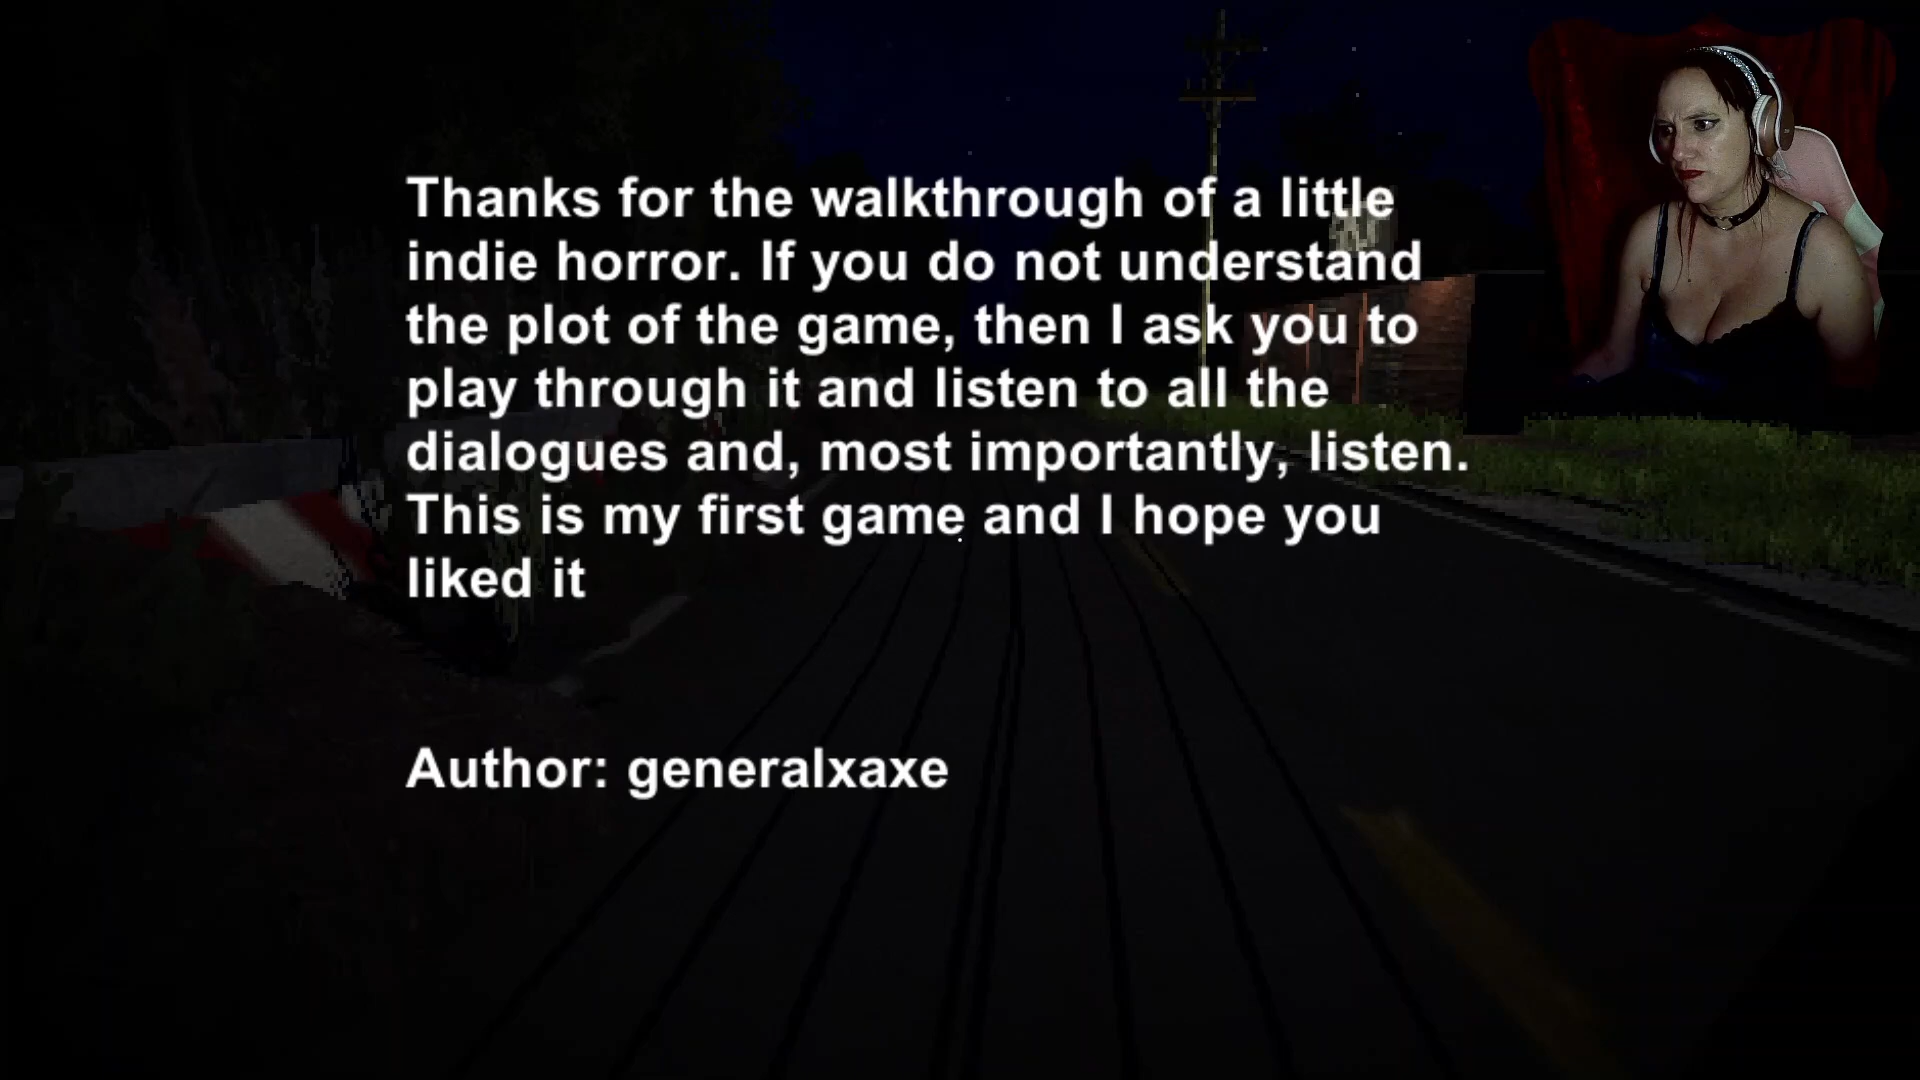 Thanks for the walkthrough of a little
indie horror. If you do not understand
the plot of the game, then I ask you to
play through it and listen to all the
dialogues and, most importantly, listen.
This is my first game and I hope you
liked it
Author: generalxaxe